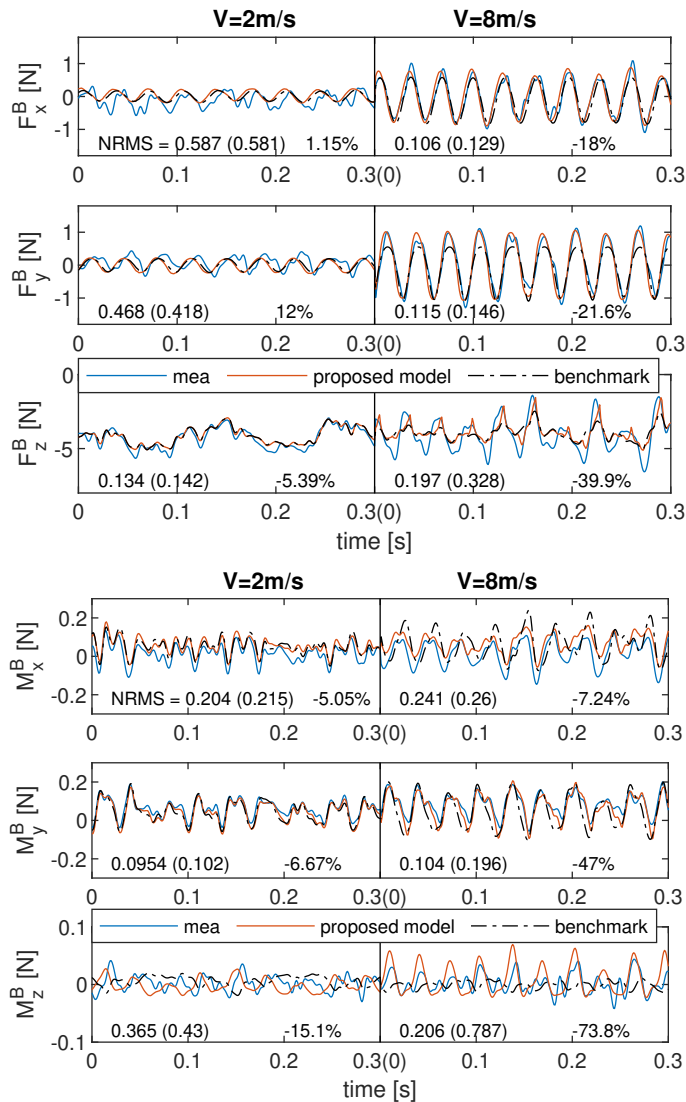 V=2m/s V=8m/s
F_x^B [N]
1
0
-1
NRMS = 0.587 (0.581) 1.15% 0.106 (0.129) -18%
0 0.1 0.2 0.3(0) 0.1 0.2 0.3
F_y^B [N]
1
0
-1
0.468 (0.418) 12% 0.115 (0.146) -21.6%
0 0.1 0.2 0.3(0) 0.1 0.2 0.3
F_z^B [N]
0
-5
mea proposed model benchmark
0.134 (0.142) -5.39% 0.197 (0.328) -39.9%
0 0.1 0.2 0.3(0) 0.1 0.2 0.3
time [s]
V=2m/s V=8m/s
M_x^B [N]
0.2
0
-0.2
NRMS = 0.204 (0.215) -5.05% 0.241 (0.26) -7.24%
0 0.1 0.2 0.3(0) 0.1 0.2 0.3
M_y^B [N]
0.2
0
-0.2
0.0954 (0.102) -6.67% 0.104 (0.196) -47%
0 0.1 0.2 0.3(0) 0.1 0.2 0.3
M_z^B [N]
0.1
0
-0.1
mea proposed model benchmark
0.365 (0.43) -15.1% 0.206 (0.787) -73.8%
0 0.1 0.2 0.3(0) 0.1 0.2 0.3
time [s]